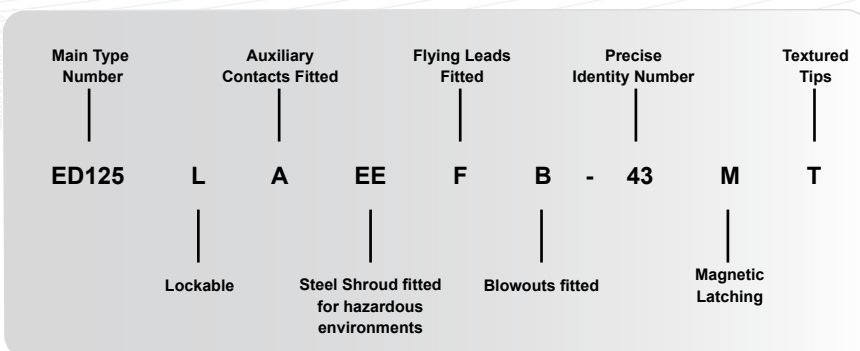 Main Type
Number
Auxiliary
Contacts Fitted
Flying Leads
Fitted
Precise
Identity Number
Textured
Tips
ED125 L A EE F B - 43 M T
Lockable
Steel Shroud fitted
for hazardous
environments
Blowouts fitted
Magnetic
Latching